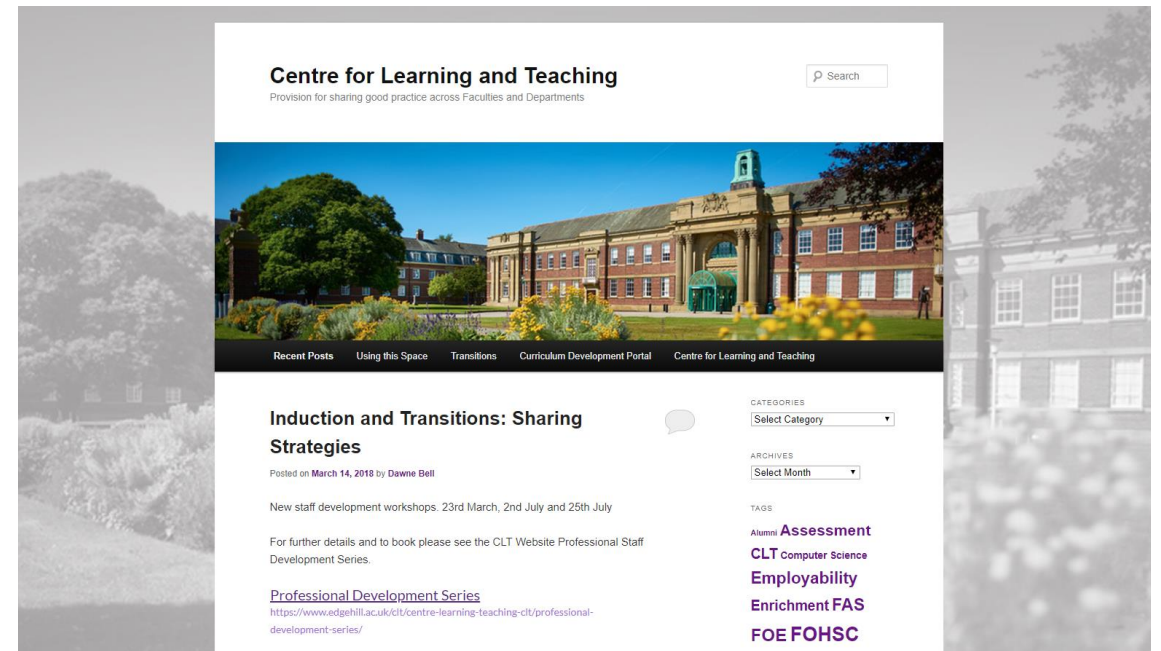 Centre for Learning and Teaching
Provision for sharing good practice across Faculties and Departments
Search
Recent Posts Using this Space Transitions Curriculum Development Portal Centre for Learning and Teaching
Induction and Transitions: Sharing
Strategies
Posted on March 14, 2018 by Dawne Bell
New staff development workshops. 23rd March, 2nd July and 25th July
For further details and to book please see the CLT Website Professional Staff
Development Series.
Professional Development Series
https://www.edgehill.ac.uk/clt/centre-learning-teaching-clt/professional-
development-series/
CATEGORIES
Select Category
ARCHIVES
Select Month
TAGS
Alumni Assessment
CLT Computer Science
Employability
Enrichment FAS
FOE FOHSC